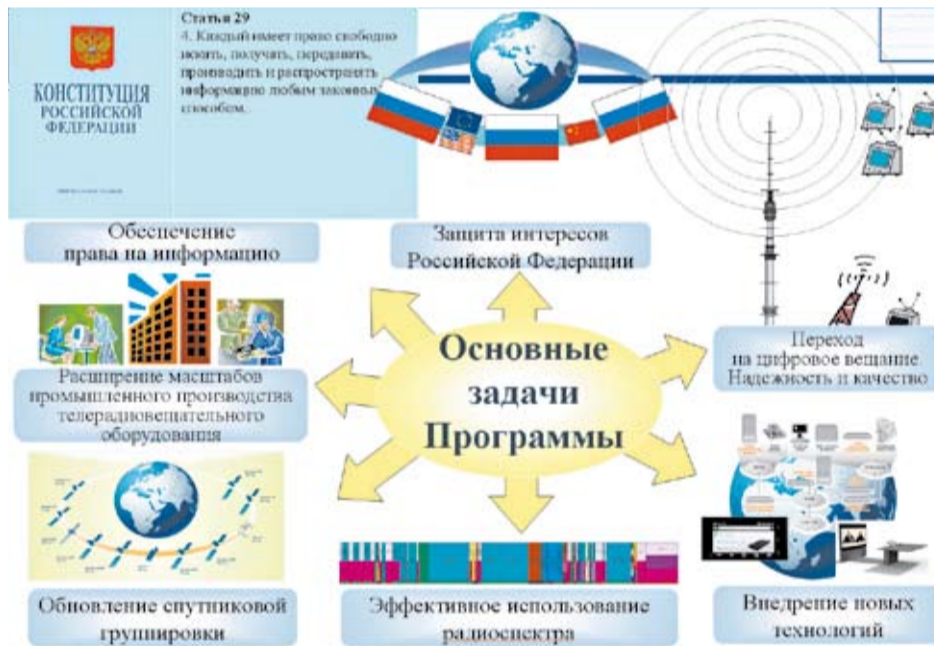 КОНСТИТУЦИЯ
РОССИЙСКОЙ
ФЕДЕРАЦИИ
Статья 29
4. Каждый имеет право свободно
искать, получать, передавать,
производить и распространять
информацию любым законным
способом.
Обеспечение
права на информацию
Защита интересов
Российской Федерации
Основные
задачи
Программы
Переход
на цифровое вещание.
Надежность и качество
Расширение масштабов
промышленного производства
телерадиовещательного
оборудования
Обновление спутниковой
группировки
Эффективное использование
радиоспектра
Внедрение новых
технологий